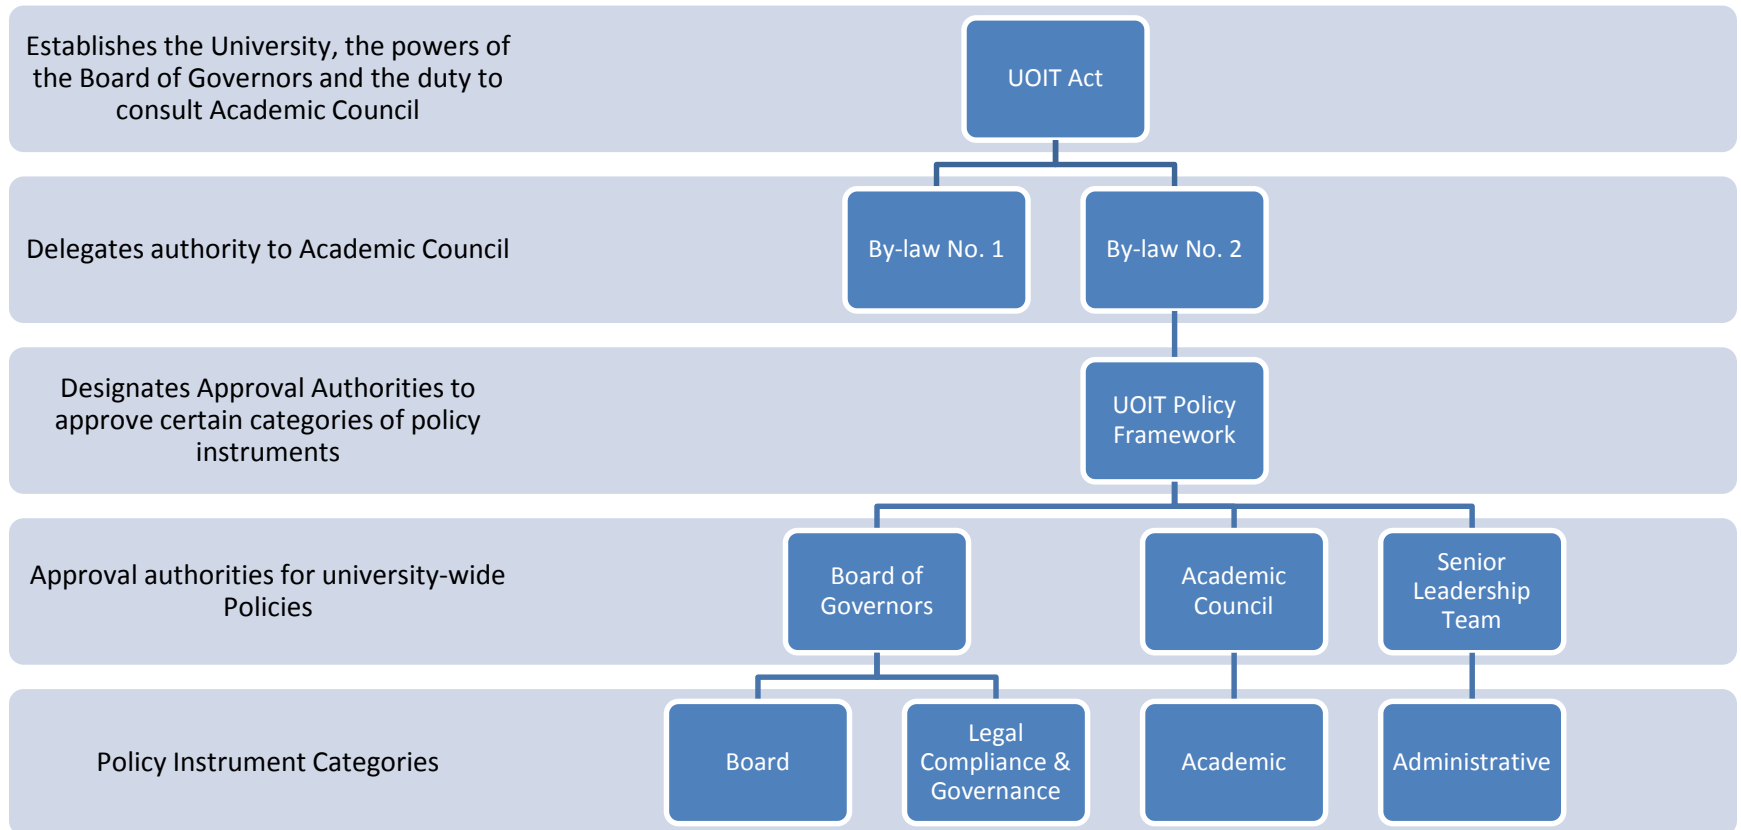 Establishes the University, the powers of
the Board of Governors and the duty to
consult Academic Council
UOIT Act
Delegates authority to Academic Council
By-law No. 1
By-law No. 2
Designates Approval Authorities to
approve certain categories of policy
instruments
UOIT Policy
Framework
Approval authorities for university-wide
Policies
Board of
Governors
Academic
Council
Senior
Leadership
Team
Policy Instrument Categories
Board
Legal
Compliance &
Governance
Academic
Administrative